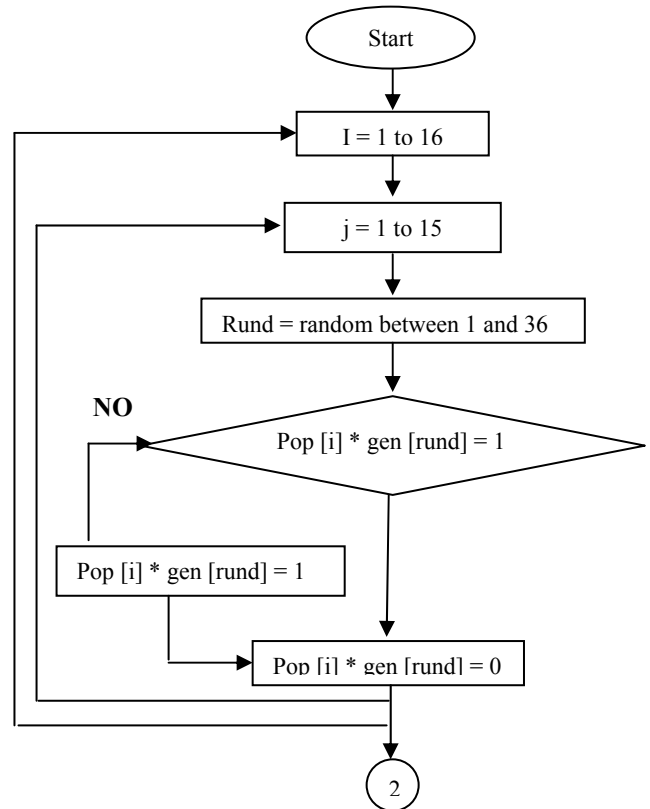 Start
I = 1 to 16
j = 1 to 15
Rund = random between 1 and 36
NO
Pop [i] * gen [rund] = 1
Pop [i] * gen [rund] = 1
Pop [i] * gen [rund] = 0
2